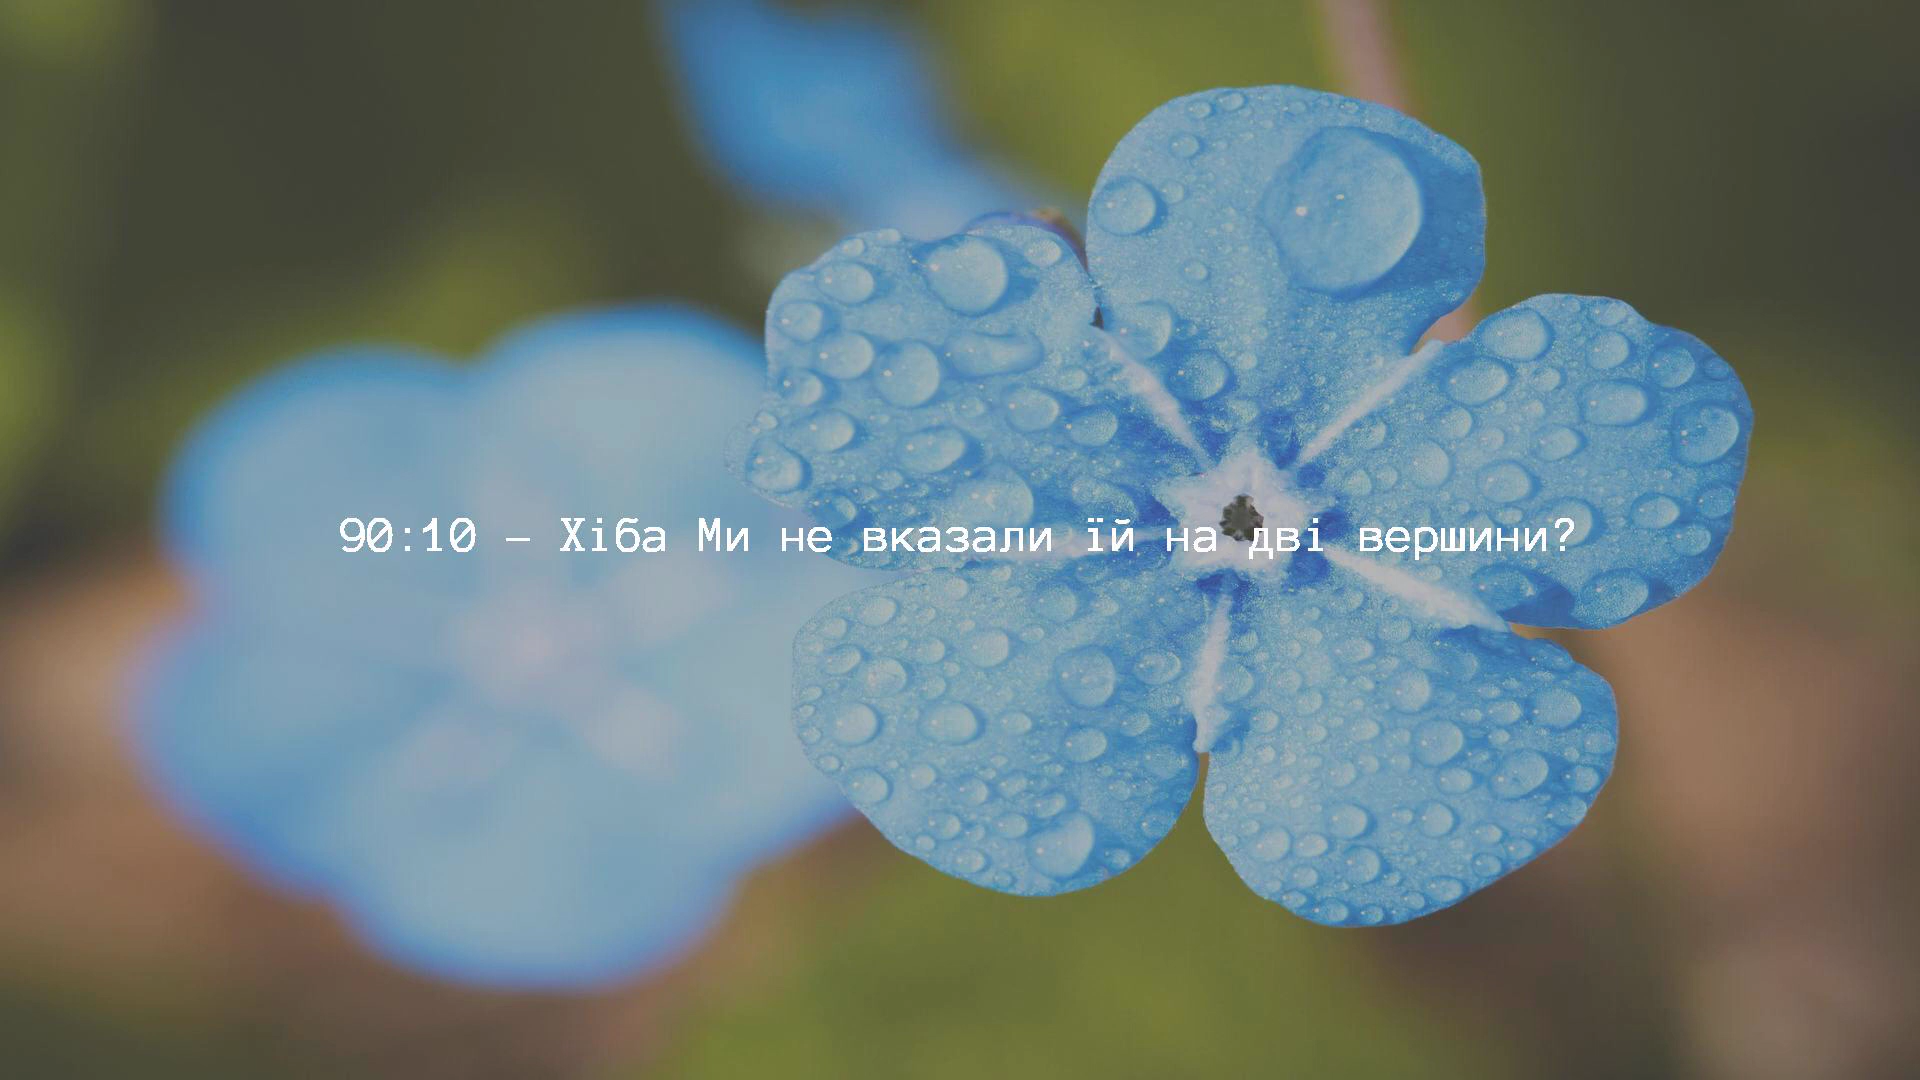 90:10 – Хіба Ми не вказали їй на дві вершини?